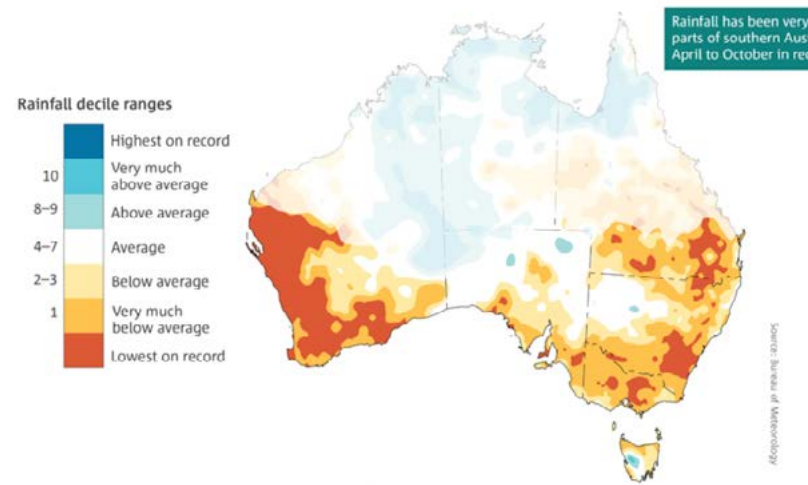 Rainfall has been very
parts of southern Aus
April to October in re
Rainfall decile ranges
Highest on record
10
Very much
above average
8–9
Above average
4–7
Average
2–3
Below average
1
Very much
below average
Lowest on record
Source: Bureau of Meteorology